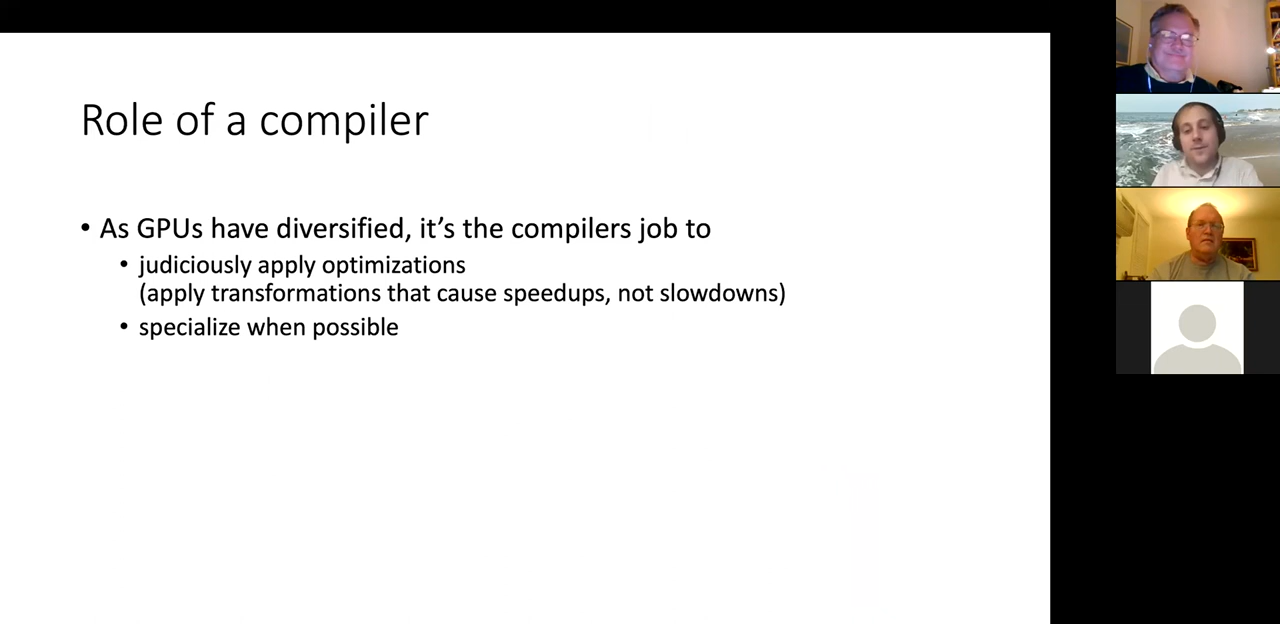 Role of a compiler
• As GPUs have diversified, it’s the compilers job to
• judiciously apply optimizations
(apply transformations that cause speedups, not slowdowns)
• specialize when possible